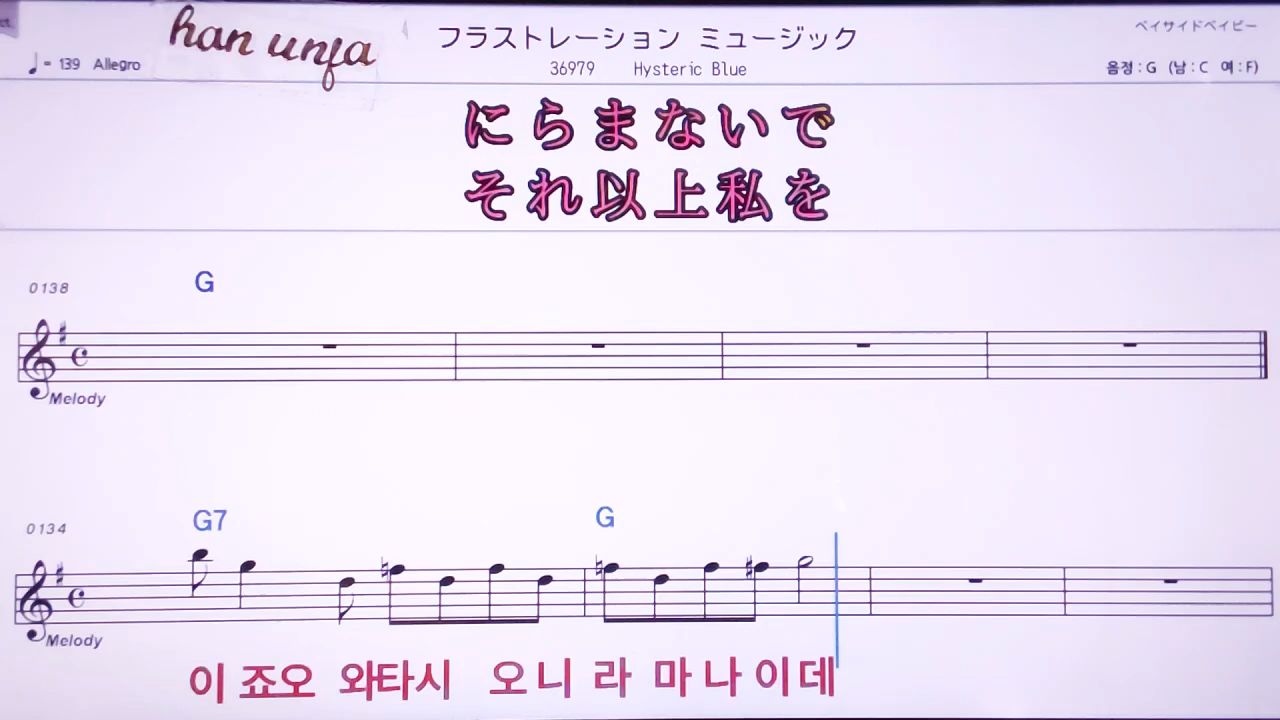 han unfa
フラストレーション ミュージック
ベイサイドベイビー
♩= 139 Allegro
36979 Hysteric Blue
음정 : G (남 : C 여 : F)
にらまないで
それ以上私を
0138
G
Melody
0134
G7 G
Melody
이 죠오 와타시 오니 라 마나이데